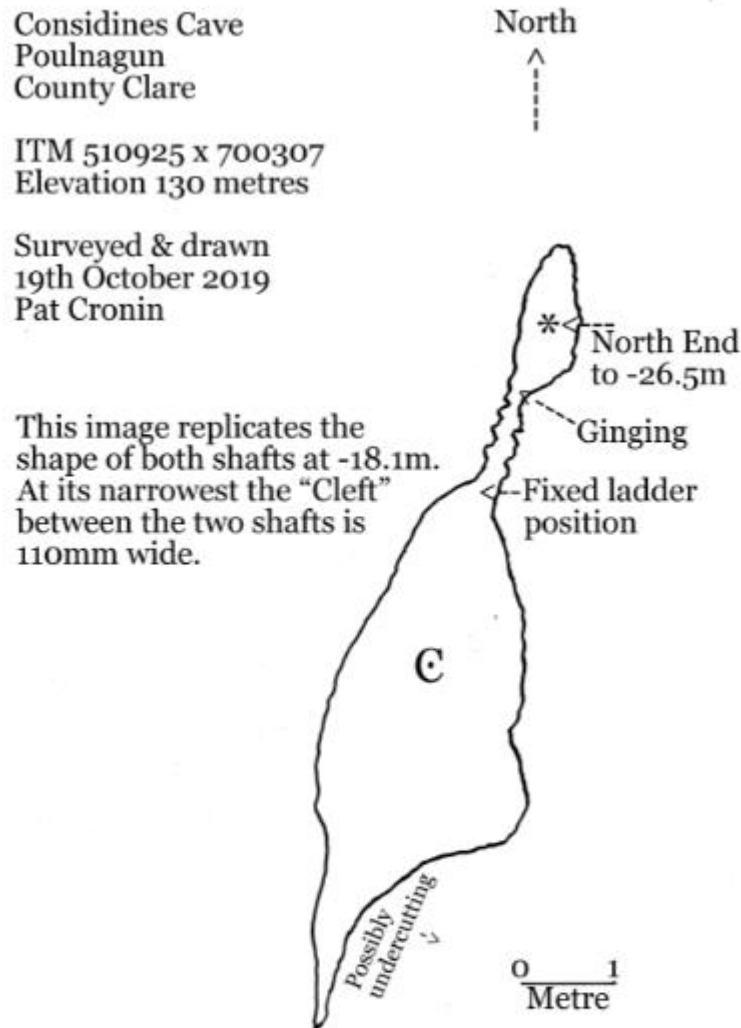 Considines Cave
Poulnagun
County Clare
North
ITM 510925 x 700307
Elevation 130 metres
Surveyed & drawn
19th October 2019
Pat Cronin
*
North End
to -26.5m
Ginging
This image replicates the
shape of both shafts at -18.1m.
At its narrowest the “Cleft”
between the two shafts is
110mm wide.
Fixed ladder
position
C
Possibly
undercutting
0 1
Metre